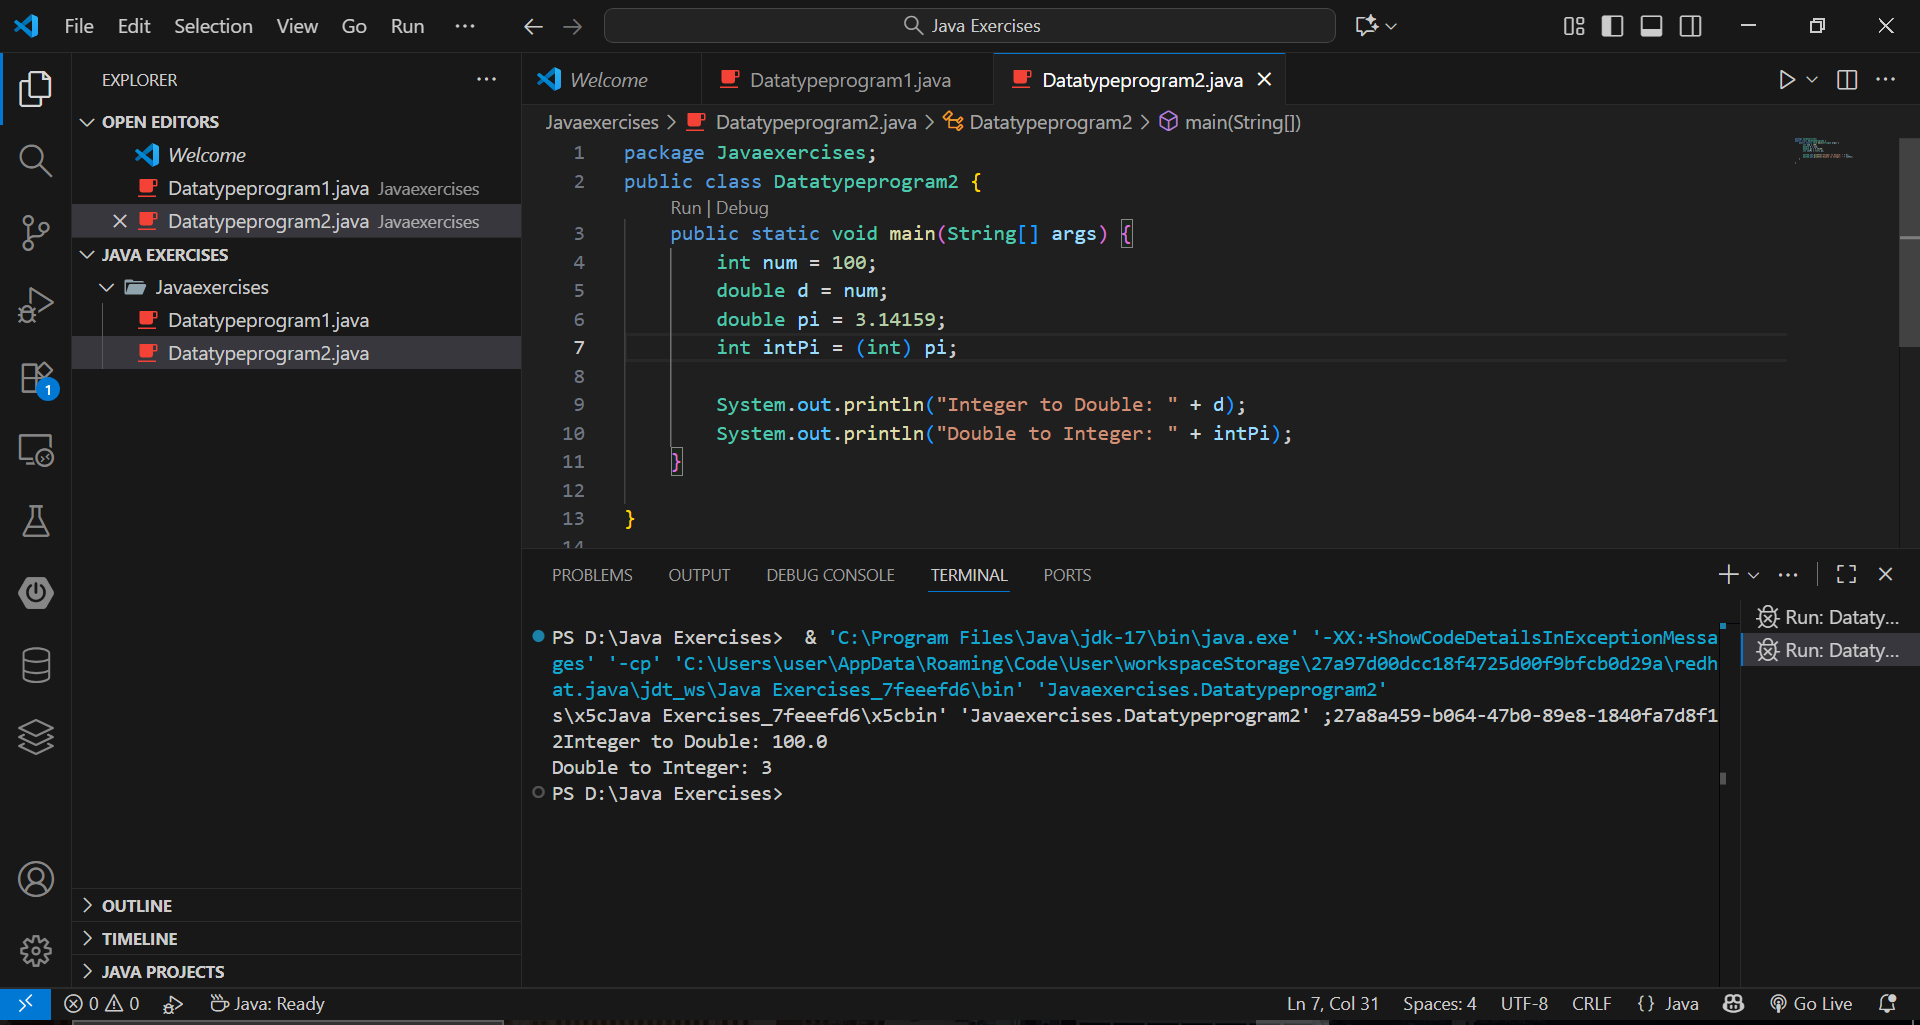 File Edit Selection View Go Run ··· Java Exercises
EXPLORER ···
OPEN EDITORS
Welcome
Datatypeprogram1.java Javaexercises
Datatypeprogram2.java Javaexercises
JAVA EXERCISES
Javaexercises
Datatypeprogram1.java
Datatypeprogram2.java
OUTLINE
TIMELINE
JAVA PROJECTS
1
Welcome Datatypeprogram1.java Datatypeprogram2.java
Javaexercises > Datatypeprogram2.java > Datatypeprogram2 > main(String[])
1 package Javaexercises;
2 public class Datatypeprogram2 {
Run | Debug
3 public static void main(String[] args) {
4 int num = 100;
5 double d = num;
6 double pi = 3.14159;
7 int intPi = (int) pi;
8
9 System.out.println("Integer to Double: " + d);
10 System.out.println("Double to Integer: " + intPi);
11 }
12
13 }
14
PROBLEMS OUTPUT DEBUG CONSOLE TERMINAL PORTS
PS D:\Java Exercises> & 'C:\Program Files\Java\jdk-17\bin\java.exe' '-XX:+ShowCodeDetailsInExceptionMessa
ges' '-cp' 'C:\Users\user\AppData\Roaming\Code\User\workspaceStorage\27a97d00dcc18f4725d00f9bfcb0d29a\redh
at.java\jdt_ws\Java Exercises_7feeefd6\bin' 'Javaexercises.Datatypeprogram2'
s\x5cJava Exercises_7feeefd6\x5cbin' 'Javaexercises.Datatypeprogram2' ;27a8a459-b064-47b0-89e8-1840fa7d8f1
2Integer to Double: 100.0
Double to Integer: 3
PS D:\Java Exercises>
Run: Dataty...
Run: Dataty...
0 0 Java: Ready Ln 7, Col 31 Spaces: 4 UTF-8 CRLF {} Java Go Live